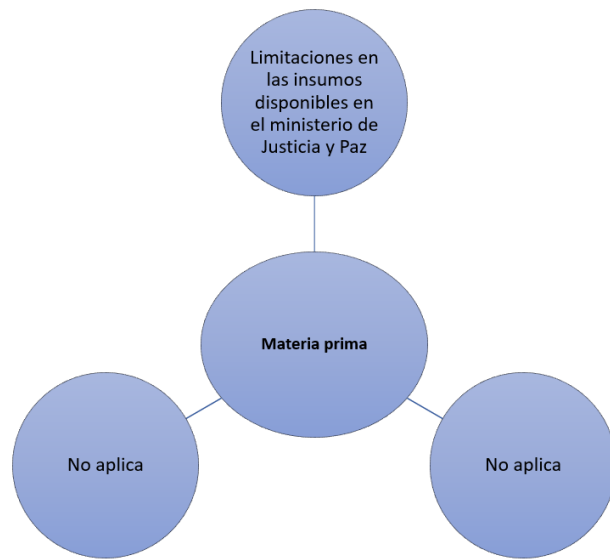 Limitaciones en
las insumos
disponibles en
el ministerio de
Justicia y Paz
Materia prima
No aplica
No aplica